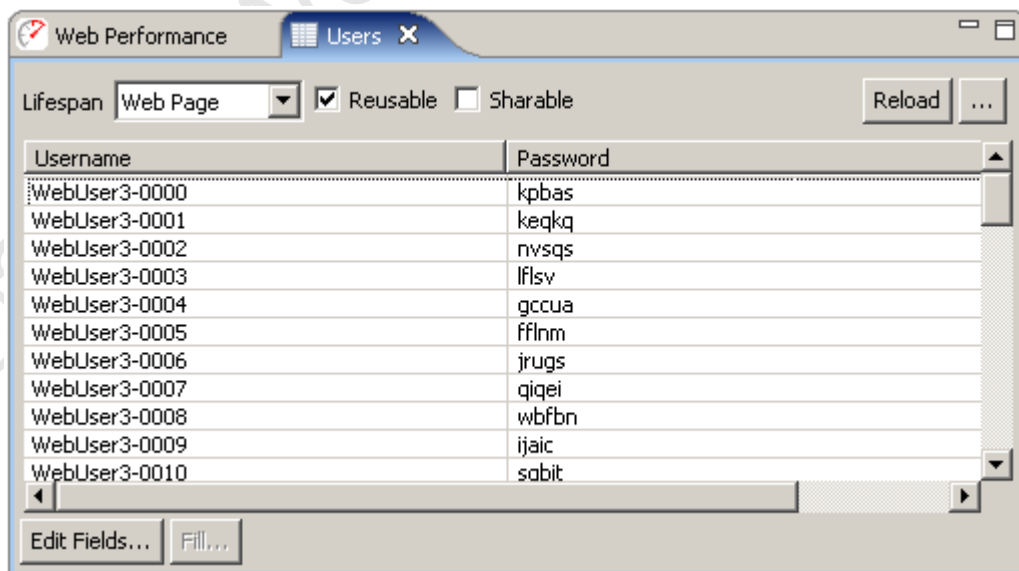 Web Performance Users
Lifespan Web Page Reusable Sharable Reload ...
Username Password
WebUser3-0000 kpbas
WebUser3-0001 keqkq
WebUser3-0002 nvsqs
WebUser3-0003 lflsv
WebUser3-0004 gccua
WebUser3-0005 fflnm
WebUser3-0006 jrugs
WebUser3-0007 qiqei
WebUser3-0008 wbfbn
WebUser3-0009 ijaic
WebUser3-0010 sqbit
Edit Fields... Fill...